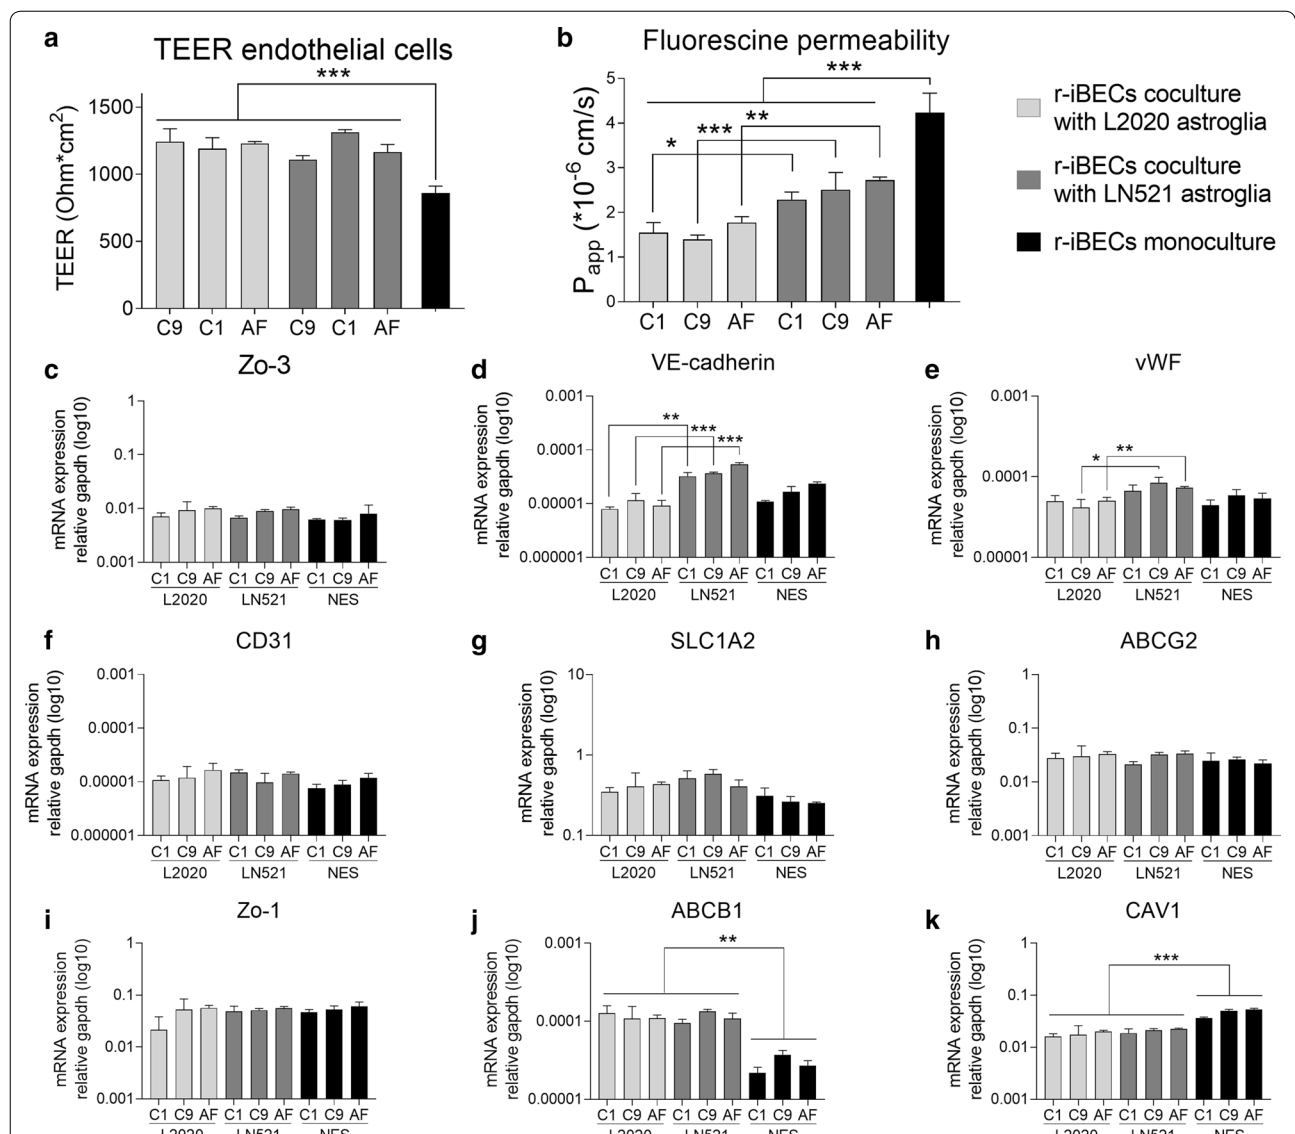 a
TEER endothelial cells
***
TEER (Ohm*cm2)
1500
1000
500
0
C9 C1 AF C9 C1 AF
b
Fluorescine permeability
***
*
***
**
Papp (*10-6 cm/s)
5
4
3
2
1
0
C1 C9 AF C1 C9 AF
r-iBECs coculture
with L2020 astroglia
r-iBECs coculture
with LN521 astroglia
r-iBECs monoculture
c
Zo-3
mRNA expression
relative gapdh (log10)
1
0.1
0.01
0.001
C1 C9 AF C1 C9 AF C1 C9 AF
L2020 LN521 NES
d
VE-cadherin
mRNA expression
relative gapdh (log10)
0.001
0.0001
0.00001
0.000001
**
***
***
C1 C9 AF C1 C9 AF C1 C9 AF
L2020 LN521 NES
e
vWF
mRNA expression
relative gapdh (log10)
0.001
0.0001
0.00001
*
**
C1 C9 AF C1 C9 AF C1 C9 AF
L2020 LN521 NES
f
CD31
mRNA expression
relative gapdh (log10)
0.001
0.0001
0.00001
0.000001
C1 C9 AF C1 C9 AF C1 C9 AF
L2020 LN521 NES
g
SLC1A2
mRNA expression
relative gapdh (log10)
10
1
0.1
C1 C9 AF C1 C9 AF C1 C9 AF
L2020 LN521 NES
h
ABCG2
mRNA expression
relative gapdh (log10)
1
0.1
0.01
0.001
C1 C9 AF C1 C9 AF C1 C9 AF
L2020 LN521 NES
i
Zo-1
mRNA expression
relative gapdh (log10)
1
0.1
0.01
0.001
C1 C9 AF C1 C9 AF C1 C9 AF
L2020 LN521 NES
j
ABCB1
mRNA expression
relative gapdh (log10)
0.001
0.0001
0.00001
**
C1 C9 AF C1 C9 AF C1 C9 AF
L2020 LN521 NES
k
CAV1
mRNA expression
relative gapdh (log10)
1
0.1
0.01
0.001
***
C1 C9 AF C1 C9 AF C1 C9 AF
L2020 LN521 NES